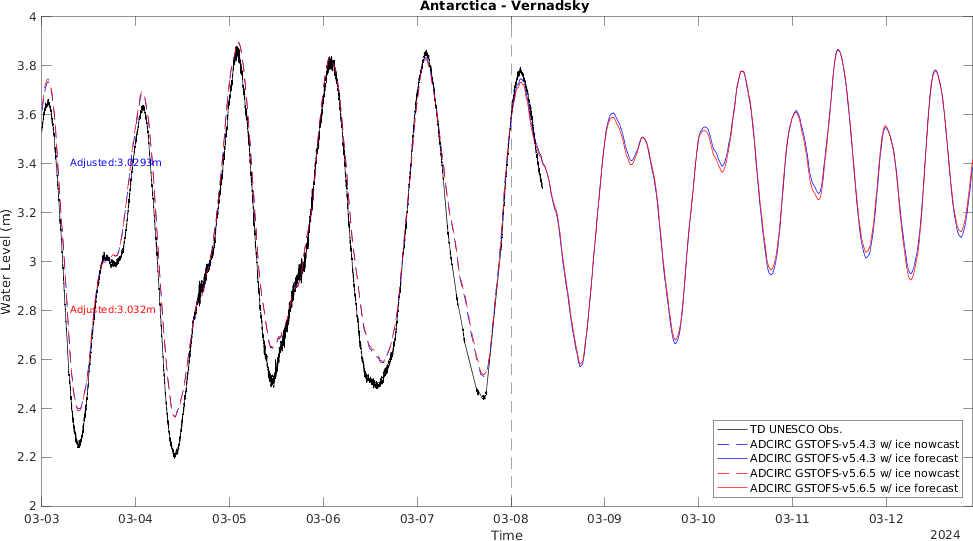 Antarctica - Vernadsky
4
3.8
3.6
3.4
3.2
3
2.8
2.6
2.4
2.2
2
Water Level (m)
Adjusted:3.0293m
Adjusted:3.032m
TD UNESCO Obs.
ADCIRC GSTOFS-v5.4.3 w/ ice nowcast
ADCIRC GSTOFS-v5.4.3 w/ ice forecast
ADCIRC GSTOFS-v5.6.5 w/ ice nowcast
ADCIRC GSTOFS-v5.6.5 w/ ice forecast
03-03 03-04 03-05 03-06 03-07 03-08 03-09 03-10 03-11 03-12
Time
2024